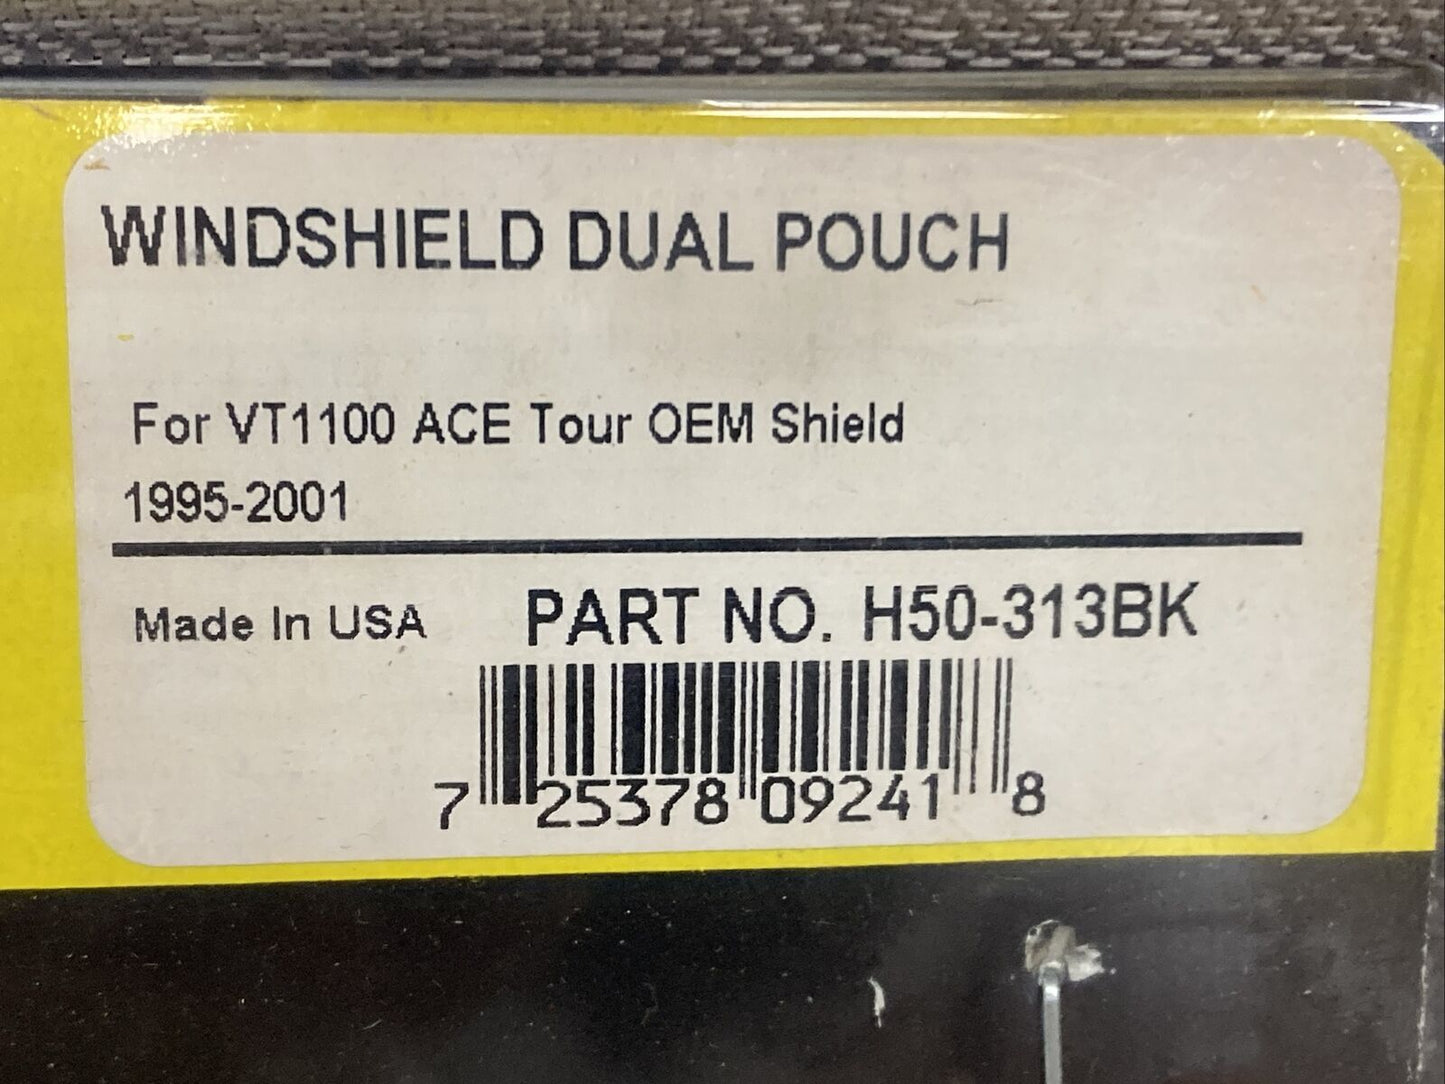 WINDSHIELD DUAL POUCH
For VT1100 ACE Tour OEM Shield
1995-2001
Made In USA PART NO. H50-313BK
7 25378 09241 8